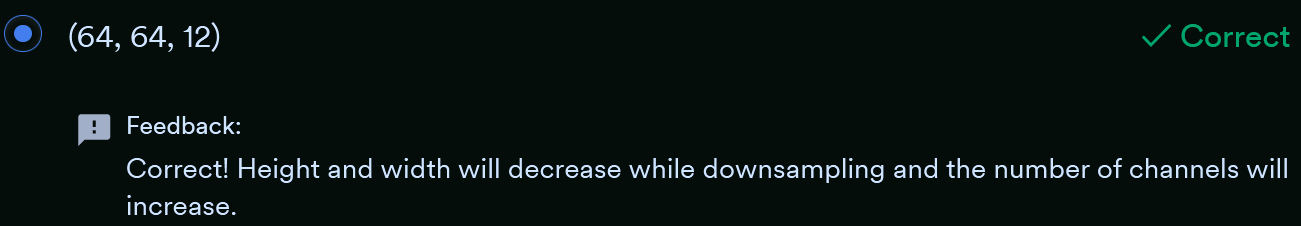 (64, 64, 12)
Correct
Feedback:
Correct! Height and width will decrease while downsampling and the number of channels will
increase.